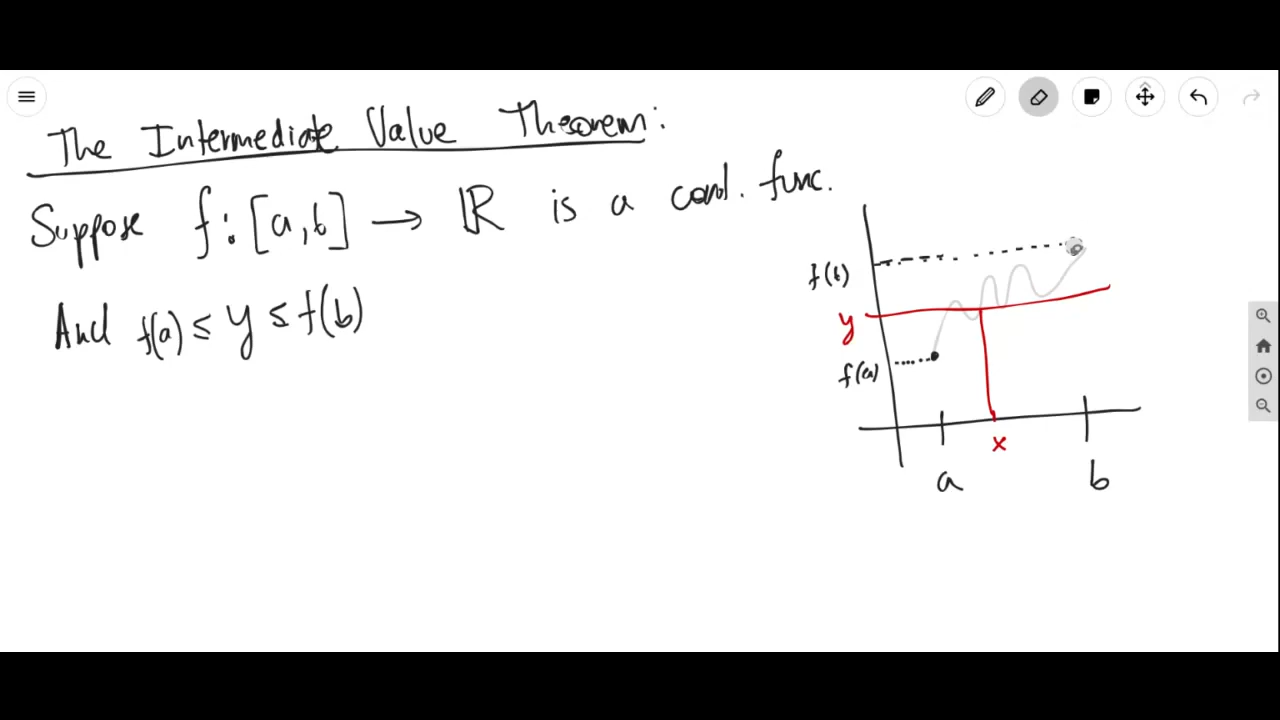 The Intermediate Value Theorem:
Suppose f: [a,b] → ℝ is a cont. func.
And f(a) ≤ y ≤ f(b)
f(b)
y
f(a)
x
a
b